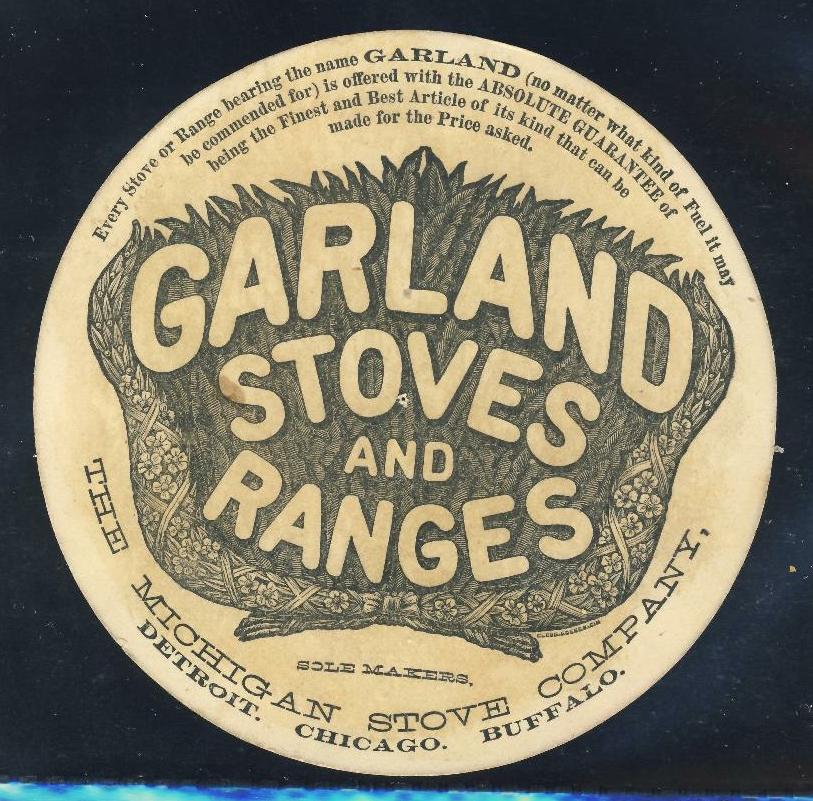 Every Stove or Range bearing the name GARLAND (no matter what kind of Fuel it may
be commended for) is offered with the ABSOLUTE GUARANTEE of
being the Finest and Best Article of its kind that can be
made for the Price asked.
GARLAND
STOVES
AND
RANGES
SOLE MAKERS,
THE MICHIGAN STOVE COMPANY,
DETROIT. CHICAGO. BUFFALO.